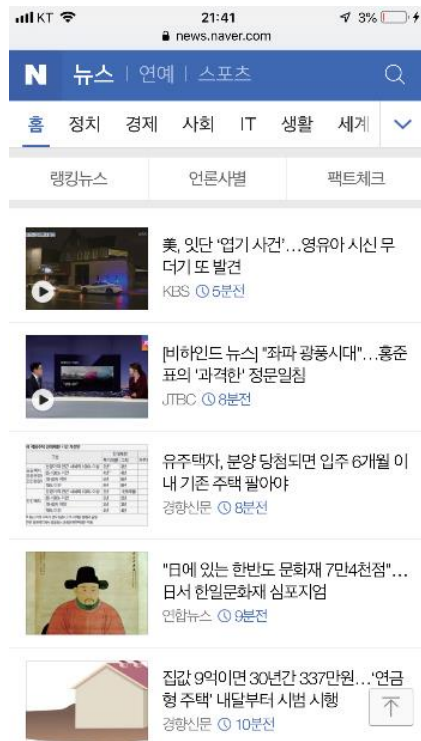 KT 21:41 3%
news.naver.com
N 뉴스 연예 스포츠
홈 정치 경제 사회 IT 생활 세계
랭킹뉴스 언론사별 팩트체크
美, 잇단 '엽기 사건'…영유아 시신 무
더기 또 발견
KBS 5분전
[비하인드 뉴스] "좌파 광풍시대"…홍준
표의 '과격한' 정문일침
JTBC 8분전
유주택자, 분양 당첨되면 입주 6개월 이
내 기존 주택 팔아야
경향신문 8분전
"日에 있는 한반도 문화재 7만4천점"…
日서 한일문화재 심포지엄
연합뉴스 9분전
집값 9억이면 30년간 337만원…'연금
형 주택' 내달부터 시범 시행
경향신문 10분전